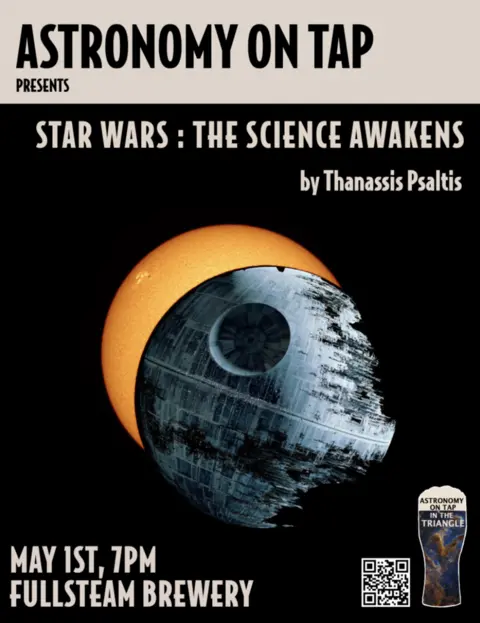 ASTRONOMY ON TAP
PRESENTS
STAR WARS : THE SCIENCE AWAKENS
by Thanassis Psaltis
ASTRONOMY
ON TAP
IN THE
TRIANGLE
MAY 1ST, 7PM
FULLSTEAM BREWERY